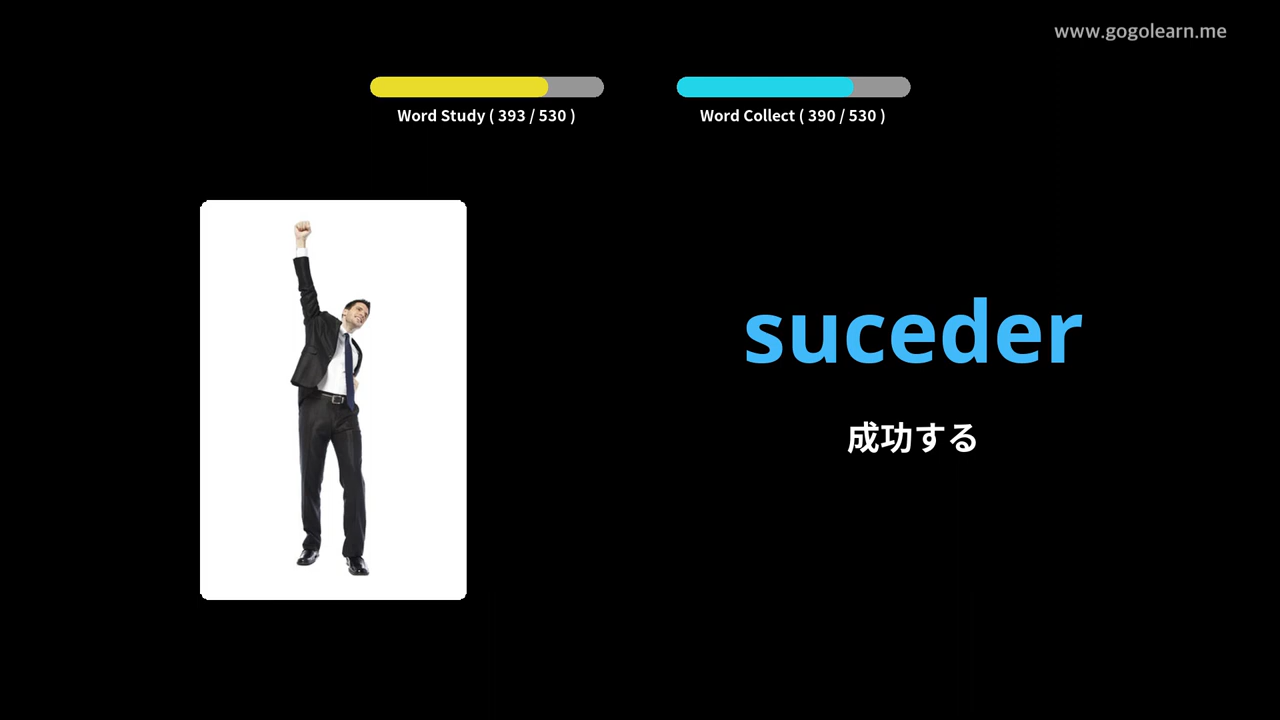 www.gogolearn.me
Word Study ( 393 / 530 )
Word Collect ( 390 / 530 )
suceder
成功する